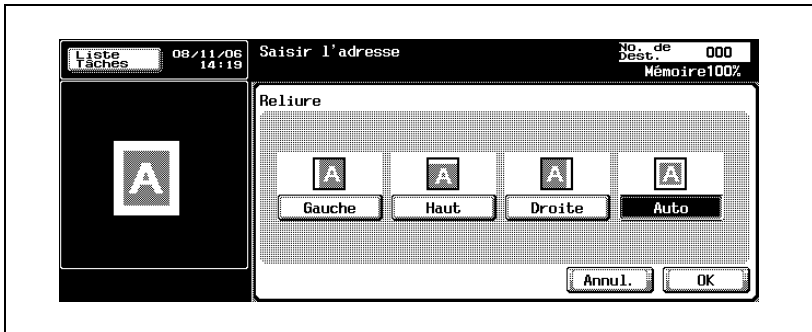 Liste
Tâches
08/11/06
14:19
Saisir l'adresse
No. de
Dest.
000
Mémoire100%
Reliure
A
A
A
A
A
Gauche
Haut
Droite
Auto
Annul.
OK